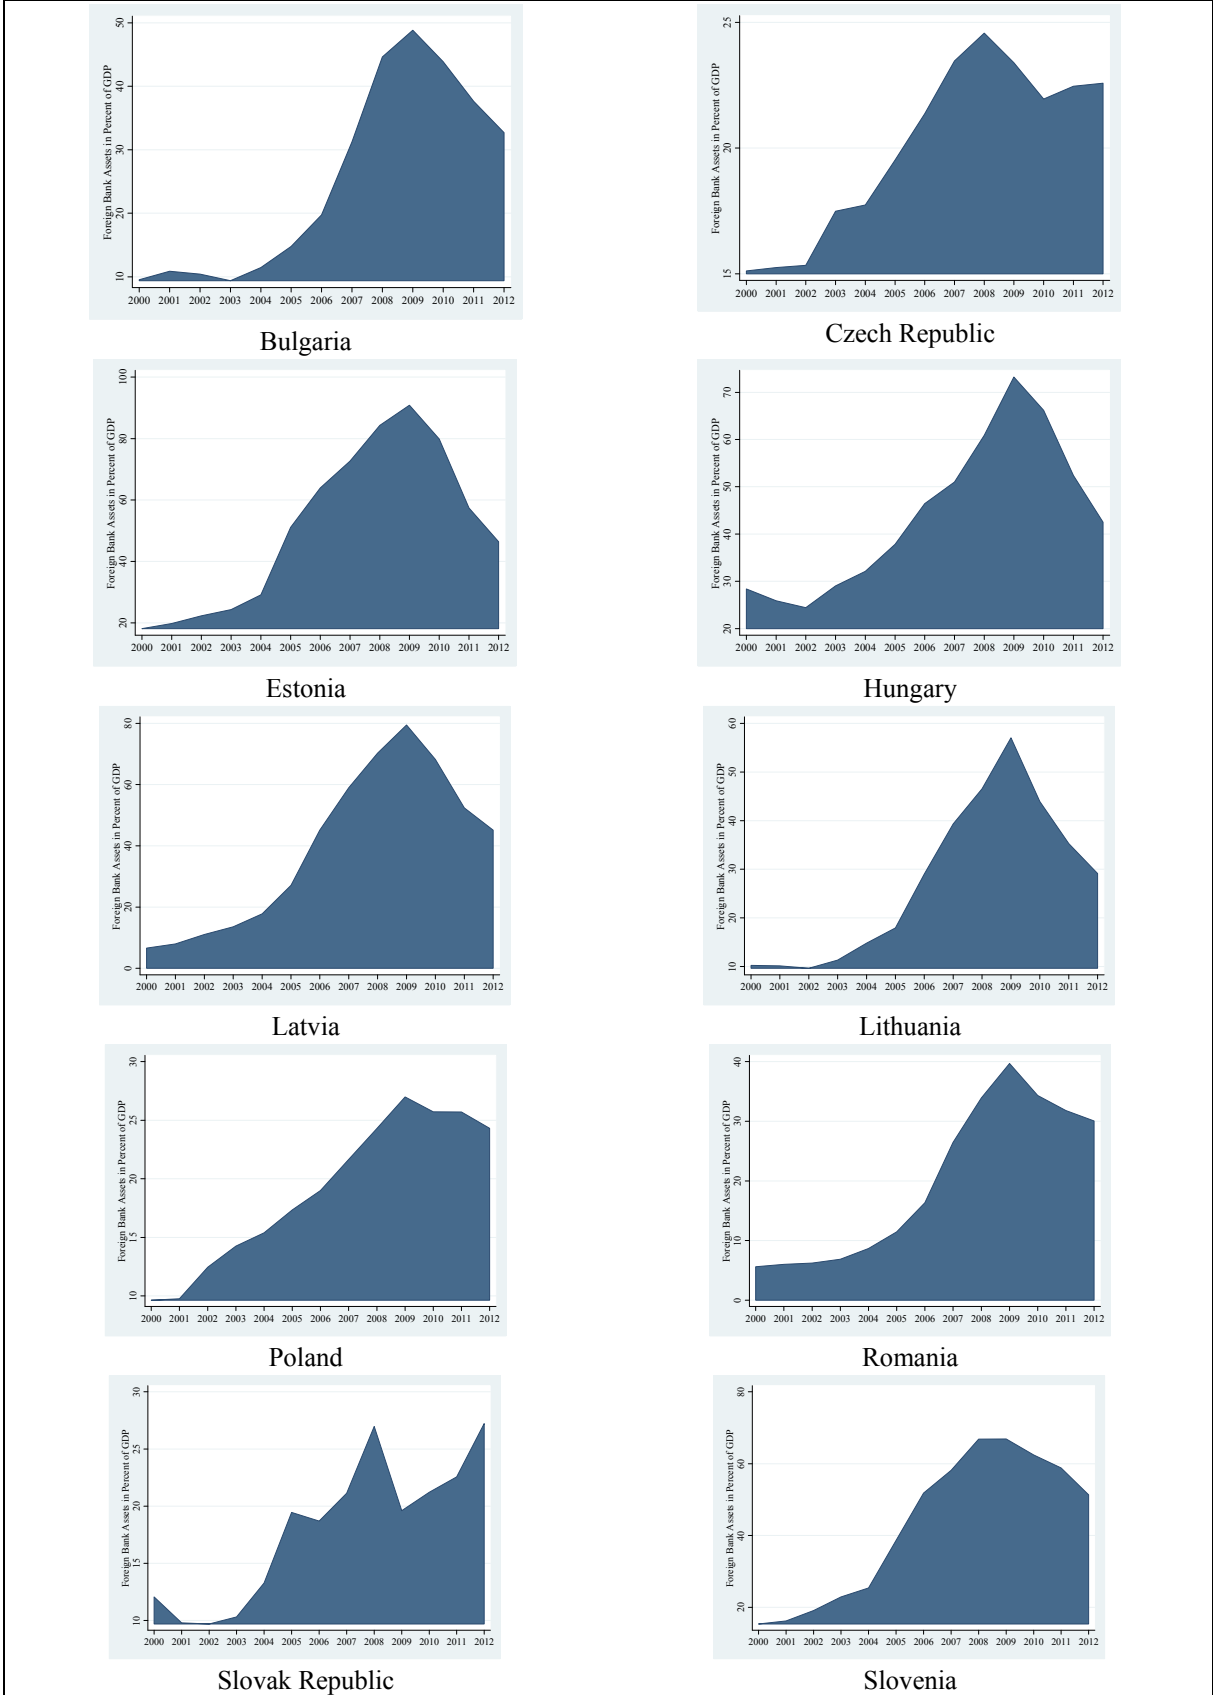 Foreign Bank Assets in Percent of GDP
50
40
30
20
10
2000 2001 2002 2003 2004 2005 2006 2007 2008 2009 2010 2011 2012
Bulgaria
Foreign Bank Assets in Percent of GDP
25
20
15
2000 2001 2002 2003 2004 2005 2006 2007 2008 2009 2010 2011 2012
Czech Republic
Foreign Bank Assets in Percent of GDP
100
80
60
40
20
2000 2001 2002 2003 2004 2005 2006 2007 2008 2009 2010 2011 2012
Estonia
Foreign Bank Assets in Percent of GDP
70
60
50
40
30
20
2000 2001 2002 2003 2004 2005 2006 2007 2008 2009 2010 2011 2012
Hungary
Foreign Bank Assets in Percent of GDP
80
60
40
20
0
2000 2001 2002 2003 2004 2005 2006 2007 2008 2009 2010 2011 2012
Latvia
Foreign Bank Assets in Percent of GDP
60
50
40
30
20
10
2000 2001 2002 2003 2004 2005 2006 2007 2008 2009 2010 2011 2012
Lithuania
Foreign Bank Assets in Percent of GDP
30
25
20
15
10
2000 2001 2002 2003 2004 2005 2006 2007 2008 2009 2010 2011 2012
Poland
Foreign Bank Assets in Percent of GDP
40
30
20
10
0
2000 2001 2002 2003 2004 2005 2006 2007 2008 2009 2010 2011 2012
Romania
Foreign Bank Assets in Percent of GDP
30
25
20
15
10
2000 2001 2002 2003 2004 2005 2006 2007 2008 2009 2010 2011 2012
Slovak Republic
Foreign Bank Assets in Percent of GDP
80
60
40
20
2000 2001 2002 2003 2004 2005 2006 2007 2008 2009 2010 2011 2012
Slovenia